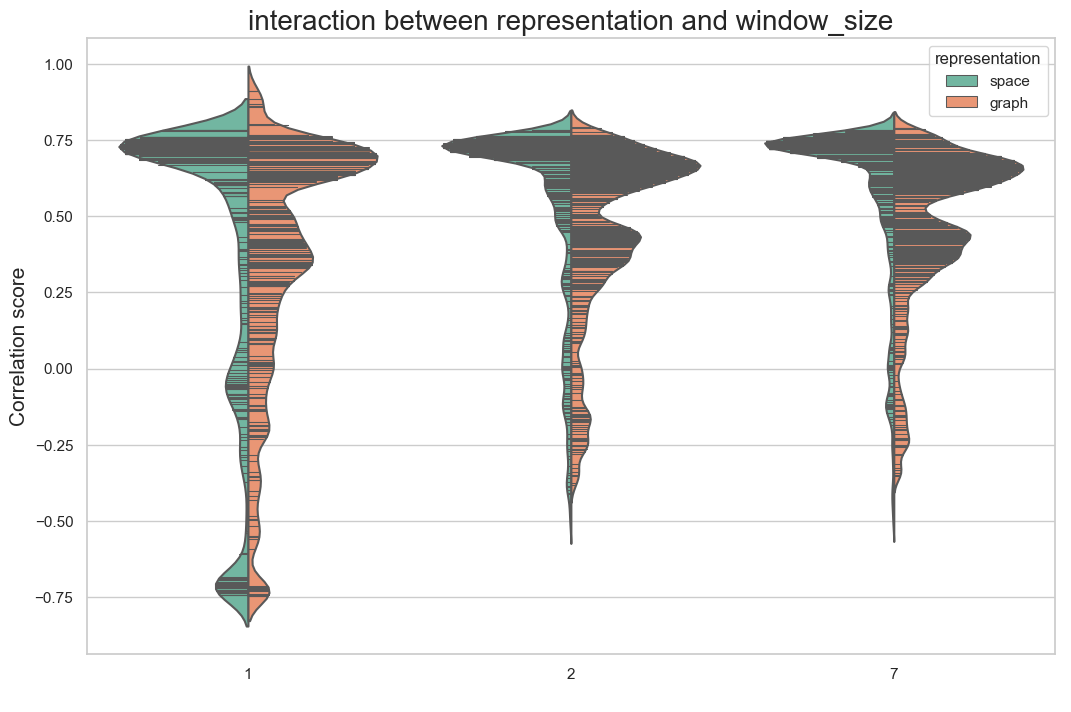 interaction between representation and window_size
representation
space
graph
Correlation score
1.00
0.75
0.50
0.25
0.00
−0.25
−0.50
−0.75
1
2
7